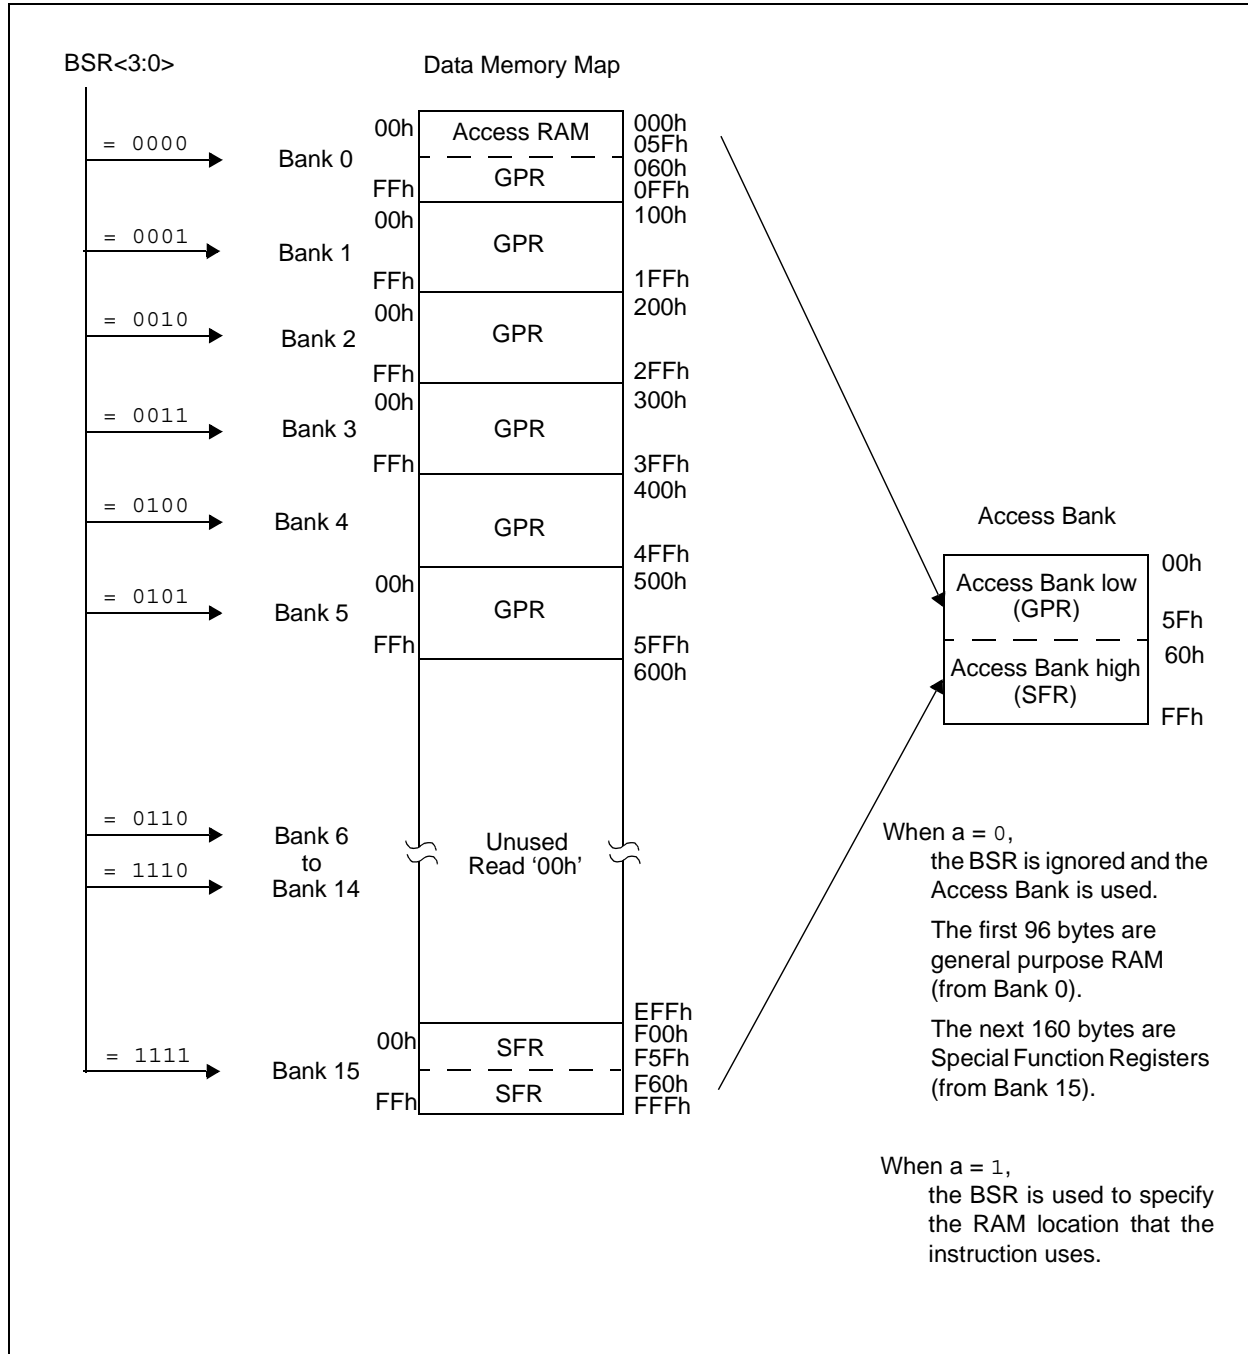 BSR<3:0>
Data Memory Map
= 0000
Bank 0
00h
FFh
Access RAM
GPR
000h
05Fh
060h
0FFh
= 0001
Bank 1
00h
FFh
GPR
100h
1FFh
= 0010
Bank 2
00h
FFh
GPR
200h
2FFh
= 0011
Bank 3
00h
FFh
GPR
300h
3FFh
= 0100
Bank 4
GPR
400h
4FFh
= 0101
Bank 5
00h
FFh
GPR
500h
5FFh
600h
= 0110
= 1110
Bank 6
to
Bank 14
Unused
Read ‘00h’
EFFh
= 1111
Bank 15
00h
FFh
SFR
SFR
F00h
F5Fh
F60h
FFFh
Access Bank
Access Bank low
(GPR)
Access Bank high
(SFR)
00h
5Fh
60h
FFh
When a = 0,
the BSR is ignored and the
Access Bank is used.
The first 96 bytes are
general purpose RAM
(from Bank 0).
The next 160 bytes are
Special Function Registers
(from Bank 15).
When a = 1,
the BSR is used to specify
the RAM location that the
instruction uses.